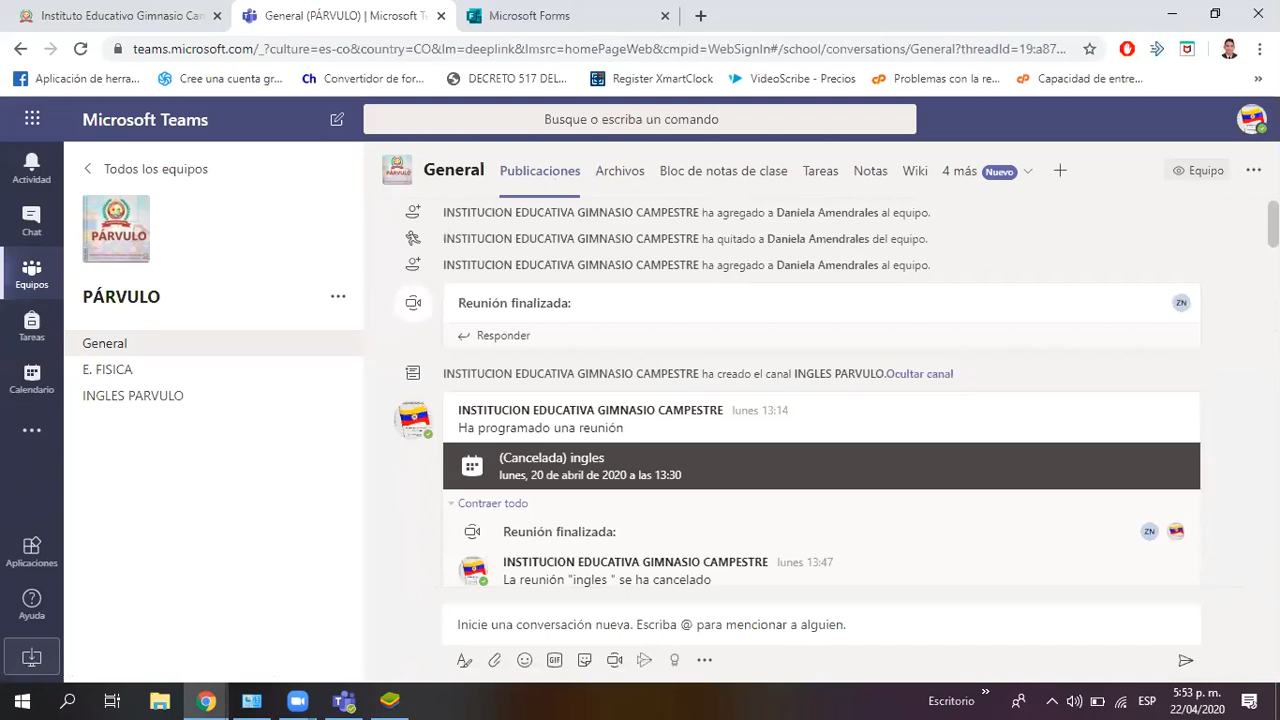 Instituto Educativo Gimnasio Can
General (PÁRVULO) | Microsoft T
Microsoft Forms
teams.microsoft.com/_?culture=es-co&country=CO&lm=deeplink&lmsrc=homePageWeb&cmpid=WebSignIn#/school/conversations/General?threadId=19:a87...
Aplicación de herra...
Cree una cuenta gr...
Ch Convertidor de for...
DECRETO 517 DEL...
Register XmartClock
VideoScribe - Precios
Problemas con la re...
Capacidad de entre...
»
Microsoft Teams
Busque o escriba un comando
Actividad
Chat
Equipos
Tareas
Calendario
Aplicaciones
Ayuda
Todos los equipos
PÁRVULO
PÁRVULO
General
E. FISICA
INGLES PARVULO
General Publicaciones Archivos Bloc de notas de clase Tareas Notas Wiki 4 más Nuevo
Equipo
INSTITUCION EDUCATIVA GIMNASIO CAMPESTRE ha agregado a Daniela Amendrales al equipo.
INSTITUCION EDUCATIVA GIMNASIO CAMPESTRE ha quitado a Daniela Amendrales del equipo.
INSTITUCION EDUCATIVA GIMNASIO CAMPESTRE ha agregado a Daniela Amendrales al equipo.
Reunión finalizada:
ZN
Responder
INSTITUCION EDUCATIVA GIMNASIO CAMPESTRE ha creado el canal INGLES PARVULO.Ocultar canal
INSTITUCION EDUCATIVA GIMNASIO CAMPESTRE lunes 13:14
Ha programado una reunión
(Cancelada) ingles
lunes, 20 de abril de 2020 a las 13:30
Contraer todo
Reunión finalizada:
ZN
INSTITUCION EDUCATIVA GIMNASIO CAMPESTRE lunes 13:47
La reunión "ingles " se ha cancelado
Inicie una conversación nueva. Escriba @ para mencionar a alguien.
GIF
Escritorio
»
ESP
5:53 p. m.
22/04/2020